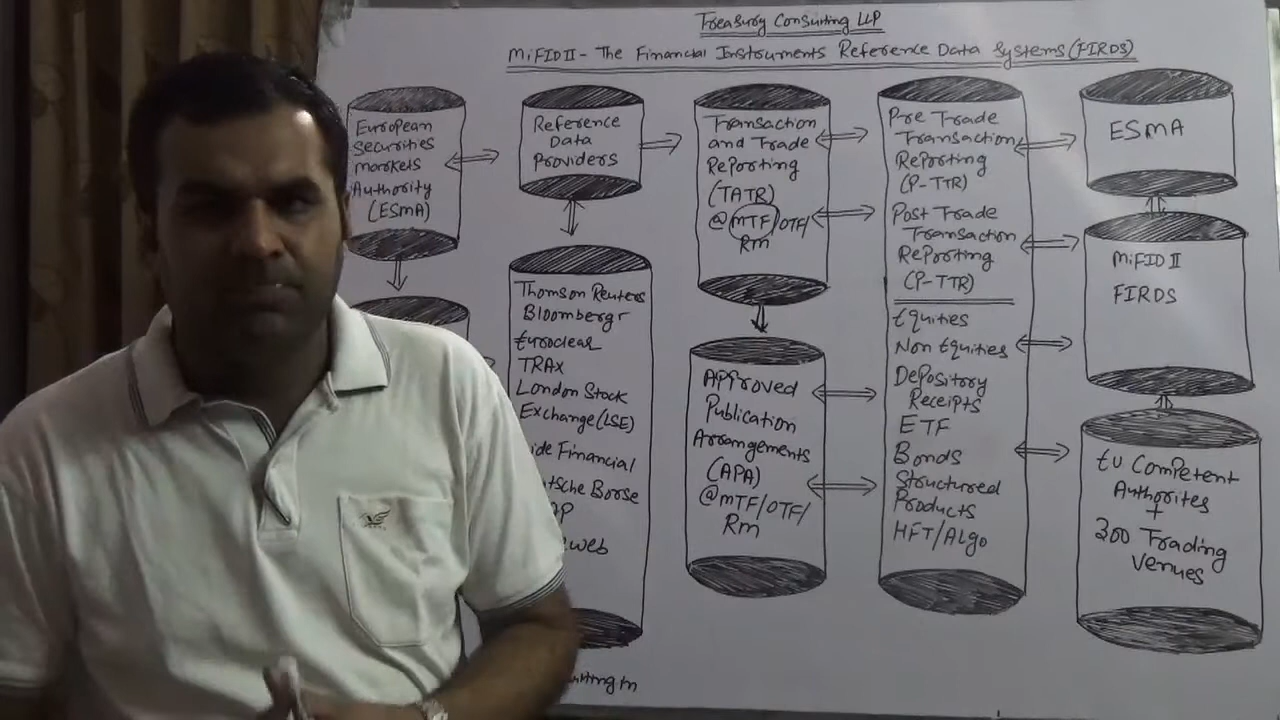 Treasury Consulting LLP
MiFID II - The Financial Instruments Reference Data Systems (FIRDS)
European
Securities
markets
Authority
(ESMA)
Reference
Data
Providers
Thomson Reuters
Bloomberg
Euroclear
TRAX
London Stock
Exchange (LSE)
Financial
Borse
Transaction
and Trade
Reporting
(TATR)
@MTF/OTF/
Rm
Approved
Publication
Arrangements
(APA)
@MTF/OTF/
Rm
Pre Trade
Transaction
Reporting
(P-TTR)
Post Trade
Transaction
Reporting
(P-TTR)
Equities
Non Equities
Depository
Receipts
ETF
Bonds
Structured
Products
HFT/Algo
ESMA
MiFID II
FIRDS
EU Competent
Authorites
+
300 Trading
Venues